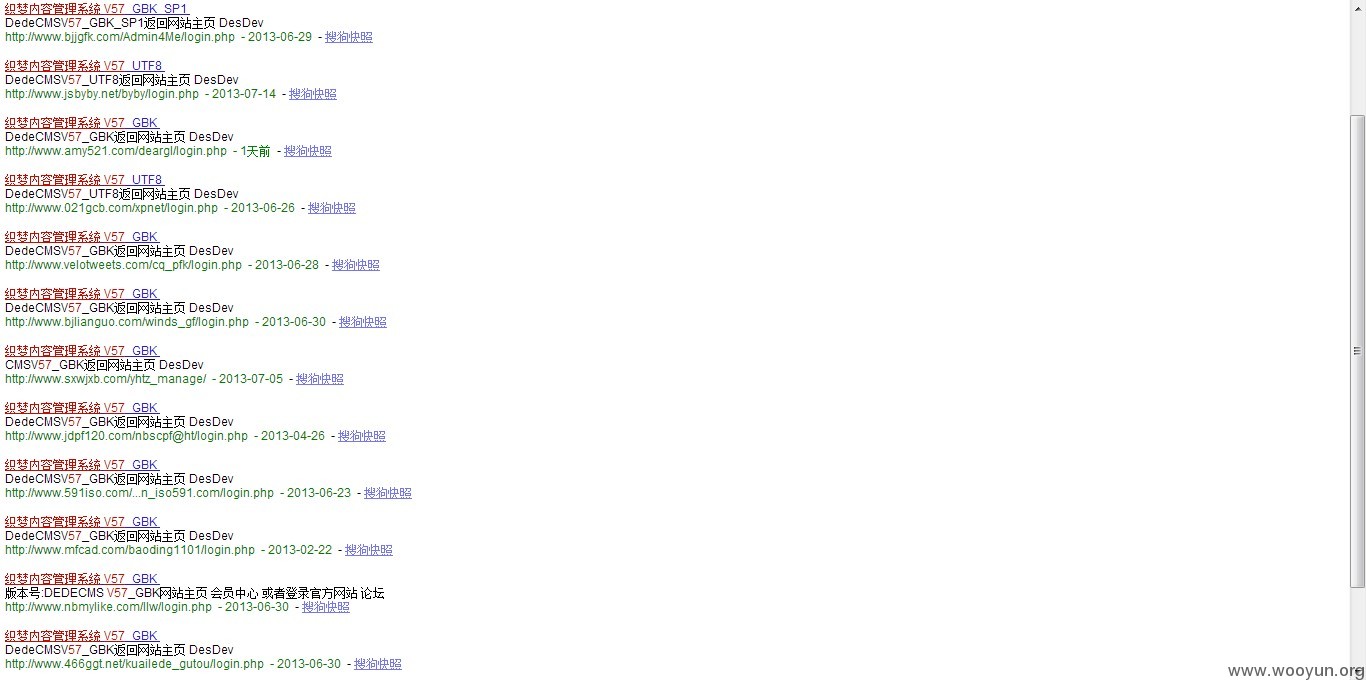 织梦内容管理系统 V57_GBK_SP1
DedeCMSV57_GBK_SP1返回网站主页 DesDev
http://www.bjjgfk.com/Admin4Me/login.php - 2013-06-29 - 搜狗快照
织梦内容管理系统 V57_UTF8
DedeCMSV57_UTF8返回网站主页 DesDev
http://www.jsbyby.net/byby/login.php - 2013-07-14 - 搜狗快照
织梦内容管理系统 V57_GBK
DedeCMSV57_GBK返回网站主页 DesDev
http://www.amy521.com/deargl/login.php - 1天前 - 搜狗快照
织梦内容管理系统 V57_UTF8
DedeCMSV57_UTF8返回网站主页 DesDev
http://www.021gcb.com/xpnet/login.php - 2013-06-26 - 搜狗快照
织梦内容管理系统 V57_GBK
DedeCMSV57_GBK返回网站主页 DesDev
http://www.velotweets.com/cq_pfk/login.php - 2013-06-28 - 搜狗快照
织梦内容管理系统 V57_GBK
DedeCMSV57_GBK返回网站主页 DesDev
http://www.bjlianguo.com/winds_gf/login.php - 2013-06-30 - 搜狗快照
织梦内容管理系统 V57_GBK
CMSV57_GBK返回网站主页 DesDev
http://www.sxwjxb.com/yhtz_manage/ - 2013-07-05 - 搜狗快照
织梦内容管理系统 V57_GBK
DedeCMSV57_GBK返回网站主页 DesDev
http://www.jdpf120.com/nbscpf@ht/login.php - 2013-04-26 - 搜狗快照
织梦内容管理系统 V57_GBK
DedeCMSV57_GBK返回网站主页 DesDev
http://www.591iso.com/...n_iso591.com/login.php - 2013-06-23 - 搜狗快照
织梦内容管理系统 V57_GBK
DedeCMSV57_GBK返回网站主页 DesDev
http://www.mfcad.com/baoding1101/login.php - 2013-02-22 - 搜狗快照
织梦内容管理系统 V57_GBK
版本号:DEDECMS V57_GBK网站主页 会员中心 或者登录官方网站 论坛
http://www.nbmylike.com/llw/login.php - 2013-06-30 - 搜狗快照
织梦内容管理系统 V57_GBK
DedeCMSV57_GBK返回网站主页 DesDev
http://www.466ggt.net/kuailede_gutou/login.php - 2013-06-30 - 搜狗快照
www.wooyun.org